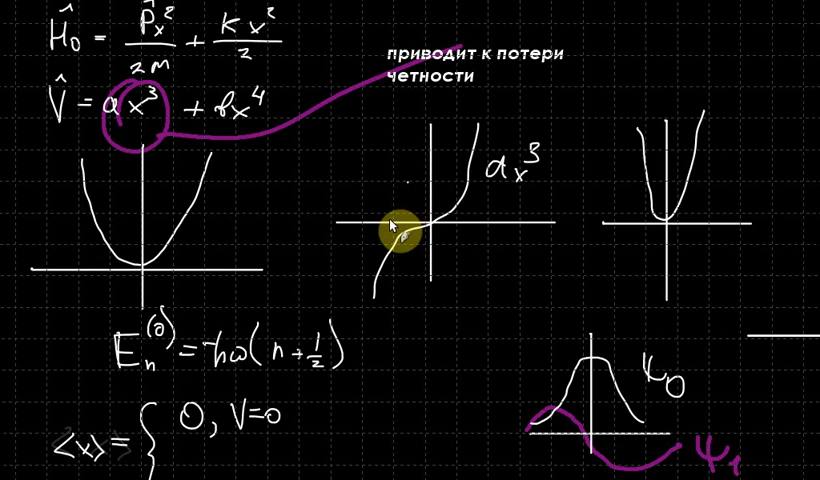 Ĥ₀ = P̂ₓ²/2m + kx²/2
приводит к потери
четности
V̂ = ax³ + bx⁴
ax³
Eₙ⁽⁰⁾ = ħω(n + 1/2)
ψ₀
⟨x⟩ = { 0, V=0
ψ₁